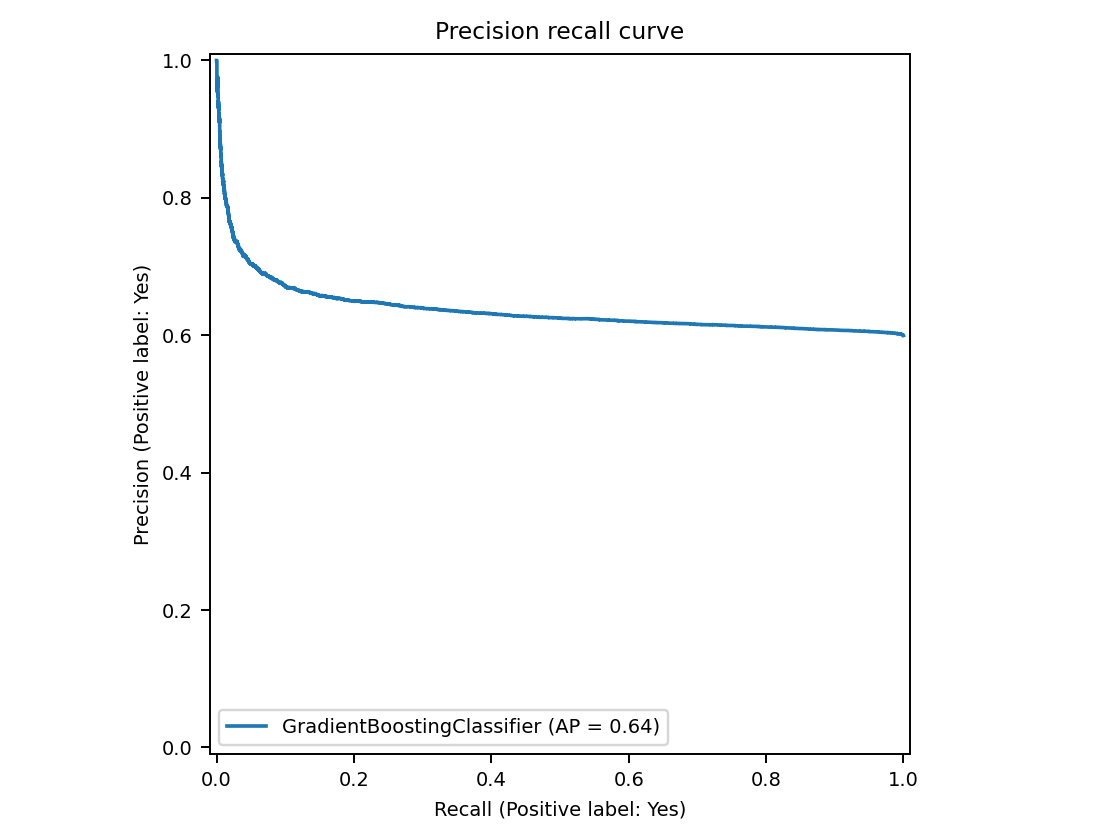 Precision recall curve
1.0
0.8
0.6
0.4
0.2
0.0
Precision (Positive label: Yes)
GradientBoostingClassifier (AP = 0.64)
0.0 0.2 0.4 0.6 0.8 1.0
Recall (Positive label: Yes)